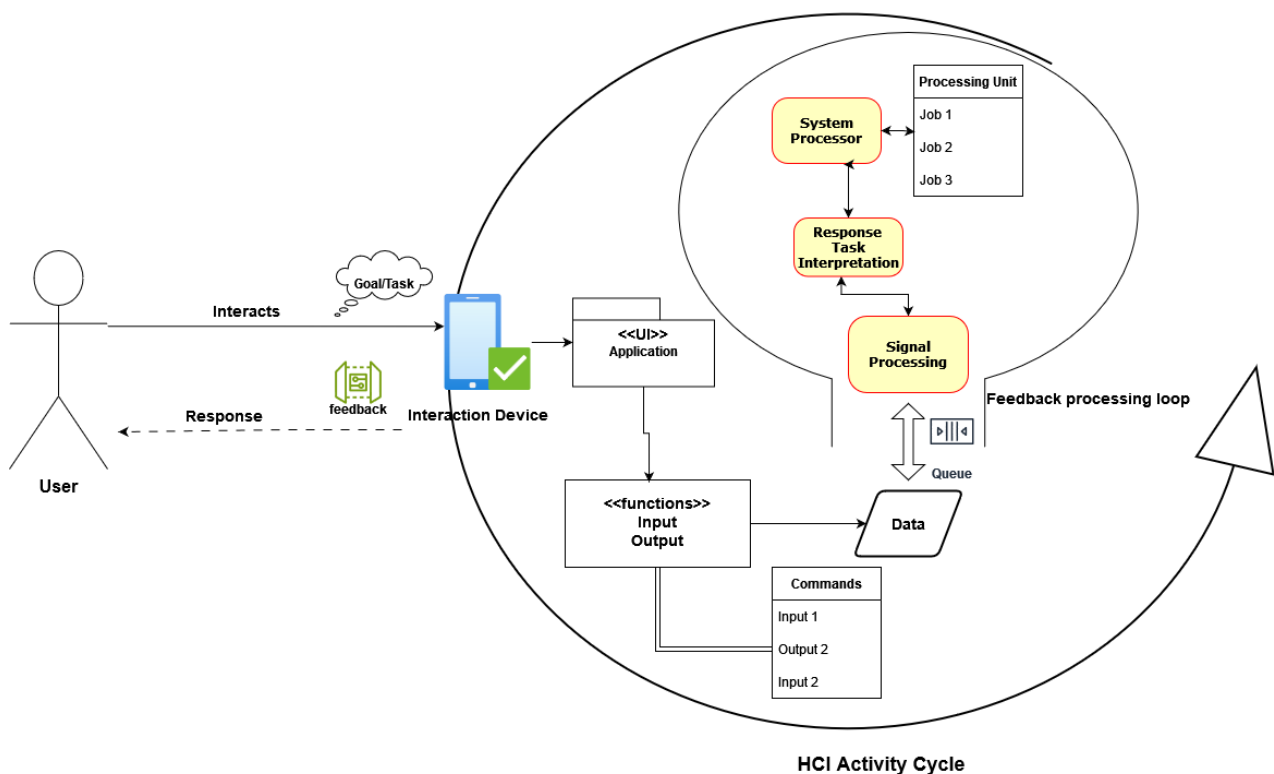 Processing Unit
Job 1
Job 2
Job 3
System
Processor
Response
Task
Interpretation
Signal
Processing
Feedback processing loop
Queue
Data
Goal/Task
Interacts
feedback
Response
Interaction Device
User
<<UI>>
Application
<<functions>>
Input
Output
Commands
Input 1
Output 2
Input 2
HCI Activity Cycle